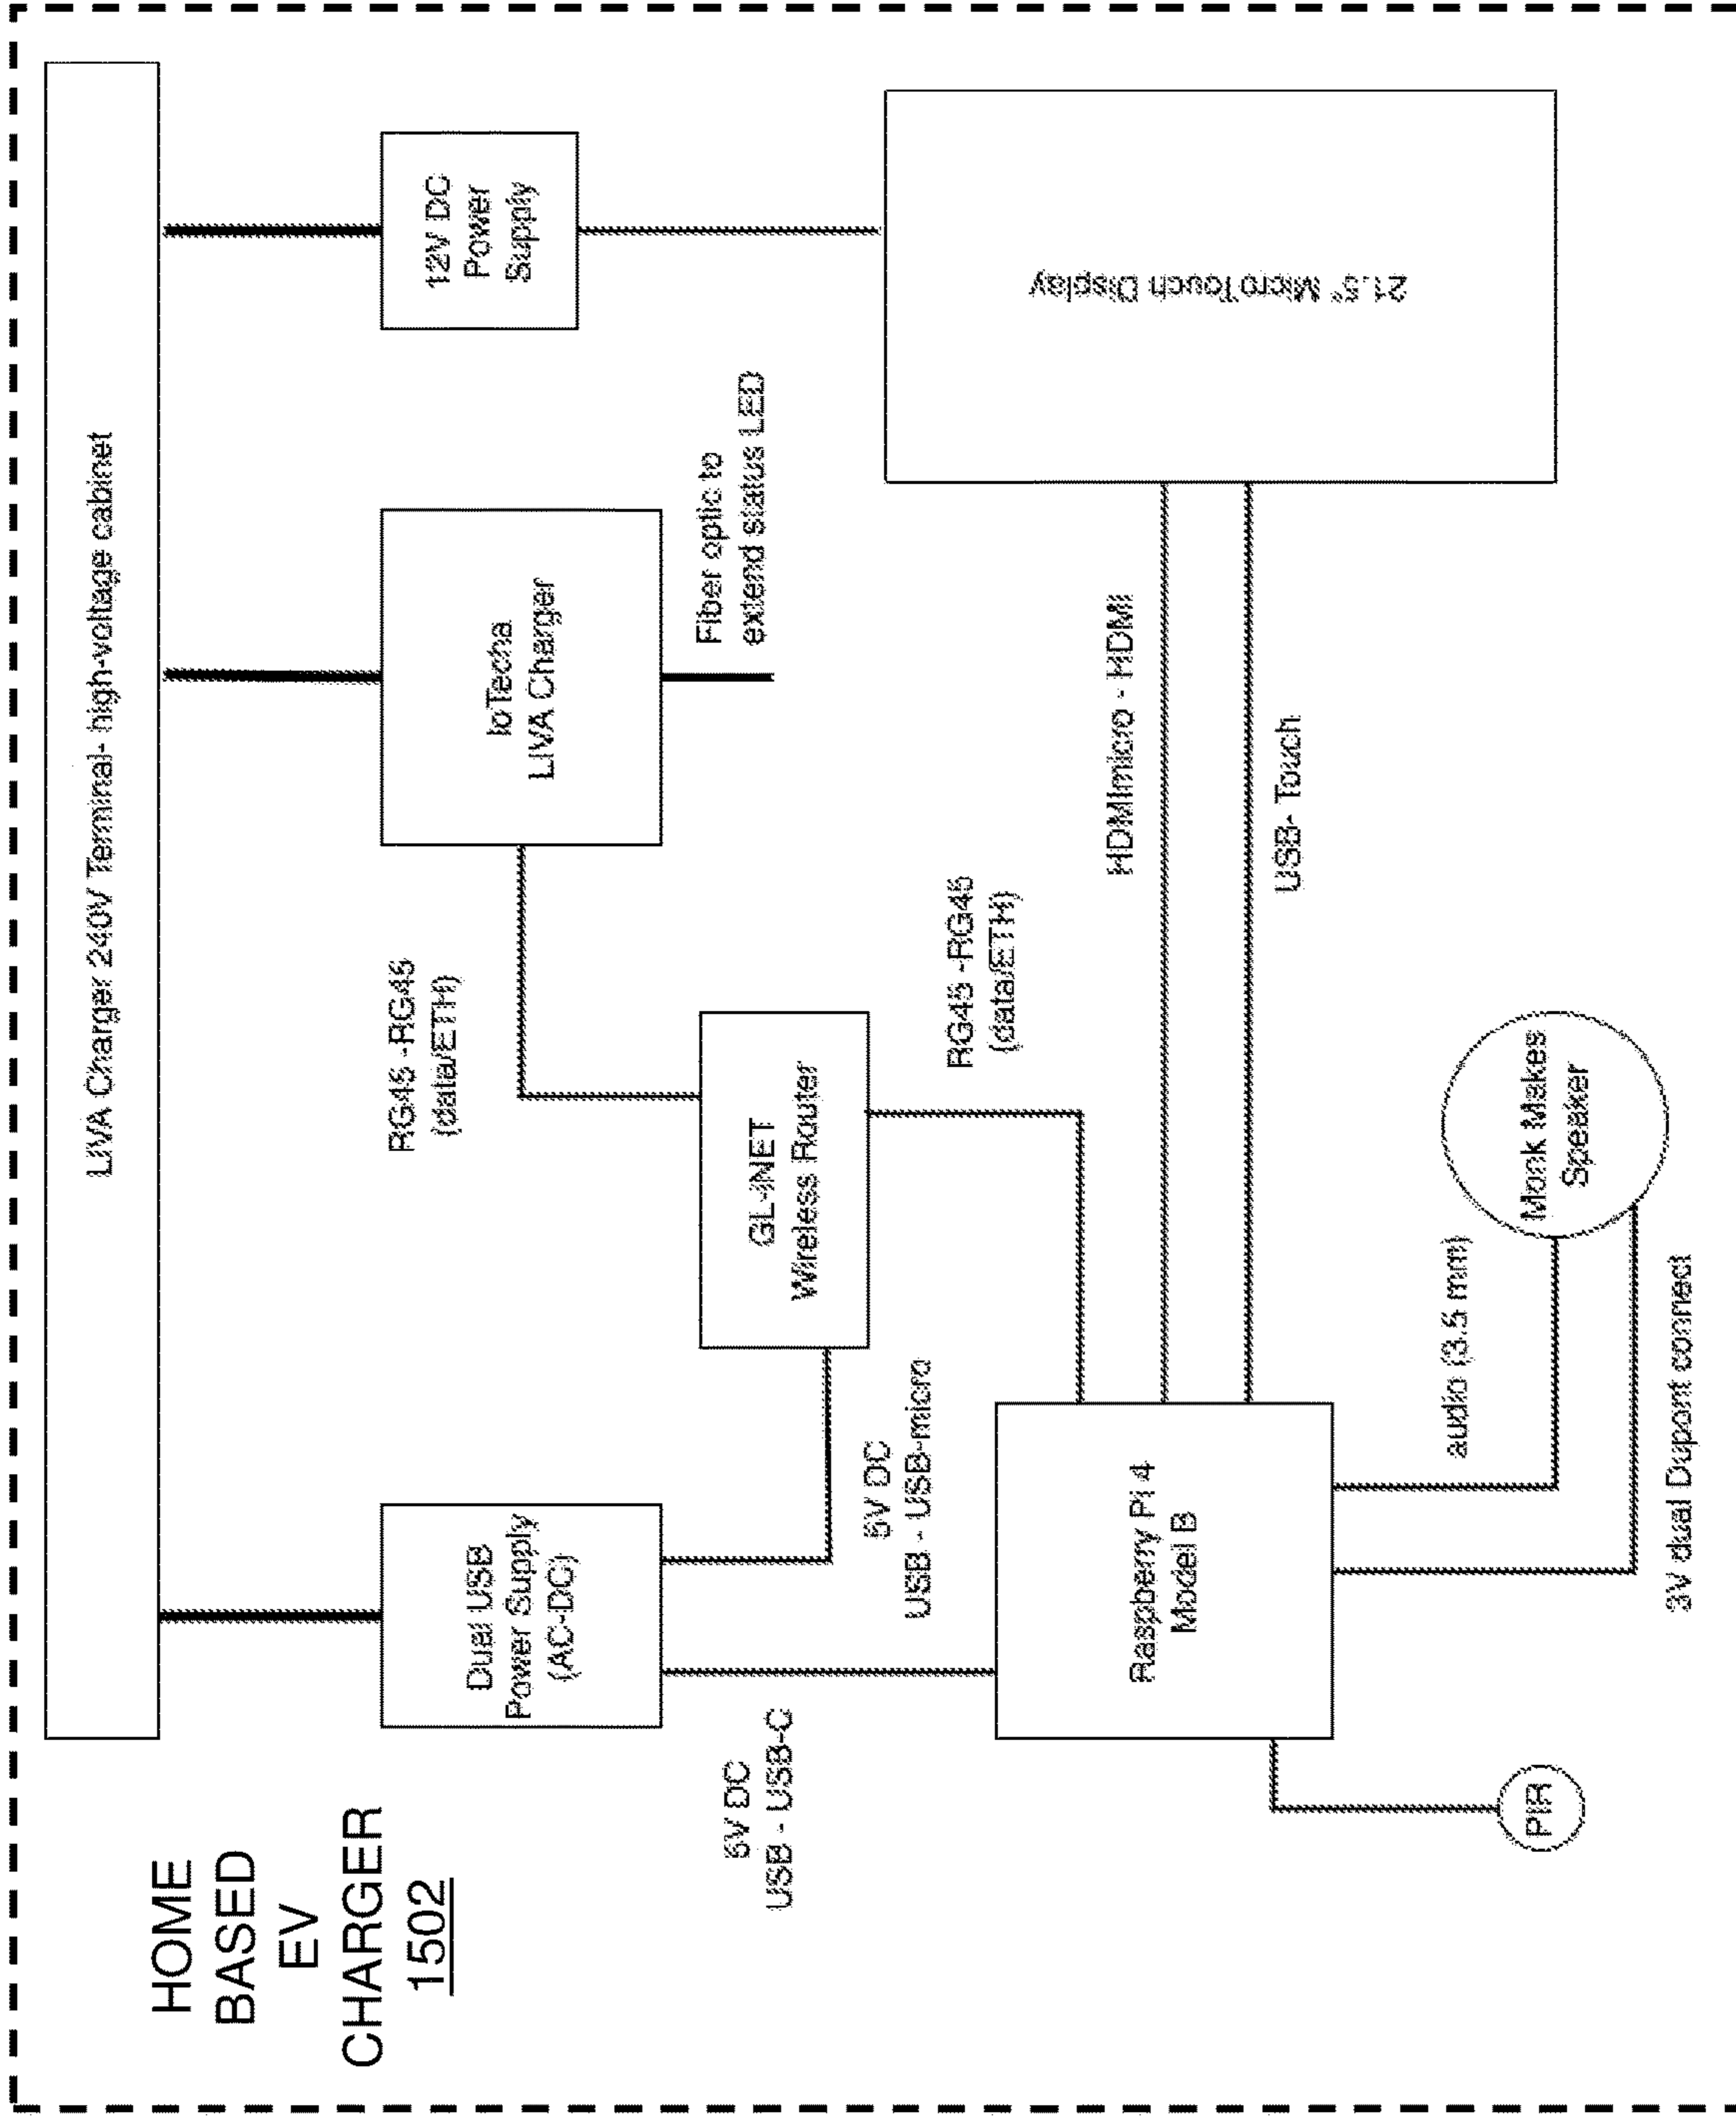 HOME
BASED
EV
CHARGER
1502
LIVA Charger 240V Terminal- high-voltage cabinet
Dual USB
Power Supply
(AC-DC)
IoTecha
LIVA Charger
12V DC
Power
Supply
RG45 -RG45
(data/ETH)
Fiber optic to
extend status LED
5V DC
USB - USB-C
GL-INET
Wireless Router
5V DC
USB - USB-micro
RG45 -RG45
(data/ETH)
21.5" MicroTouch Display
HDMImicro - HDMI
USB- Touch
Raspberry Pi 4
Model B
PIR
audio (3.5 mm)
Monk Makes
Speaker
3V dual Dupont connect